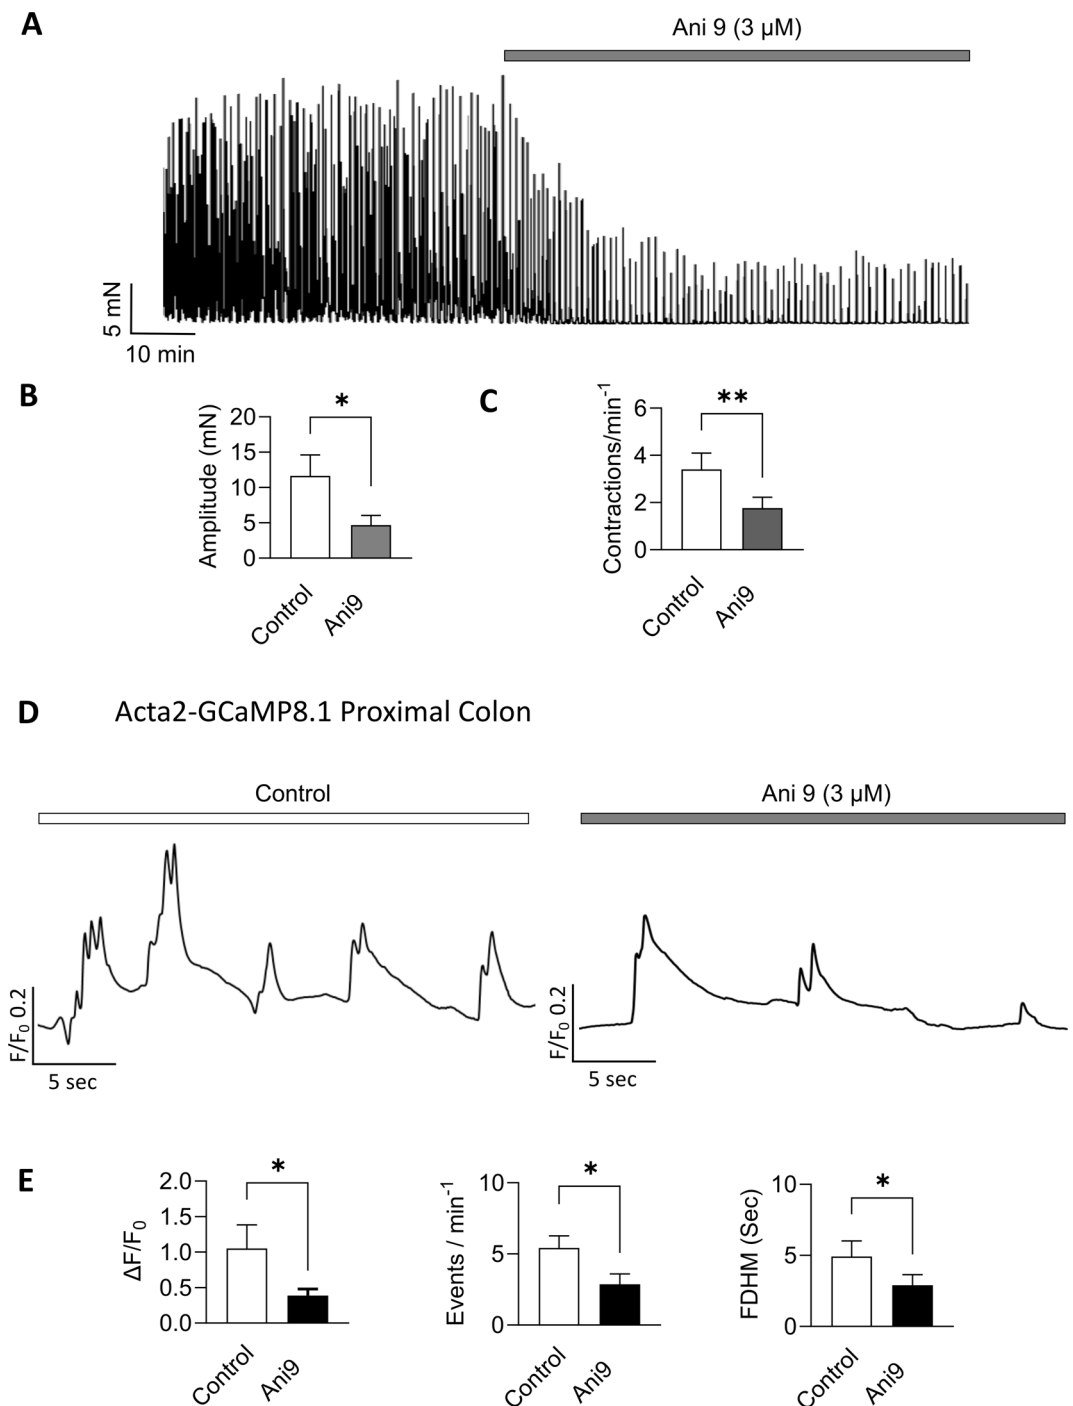 A
Ani 9 (3 μM)
5 mN
10 min
B
Amplitude (mN)
20
15
10
5
0
*
Control
Ani9
C
Contractions/min⁻¹
6
4
2
0
**
Control
Ani9
D
Acta2-GCaMP8.1 Proximal Colon
Control
Ani 9 (3 μM)
F/F₀ 0.2
5 sec
F/F₀ 0.2
5 sec
E
ΔF/F₀
2.0
1.5
1.0
0.5
0.0
*
Control
Ani9
Events / min⁻¹
10
5
0
*
Control
Ani9
FDHM (Sec)
10
5
0
*
Control
Ani9